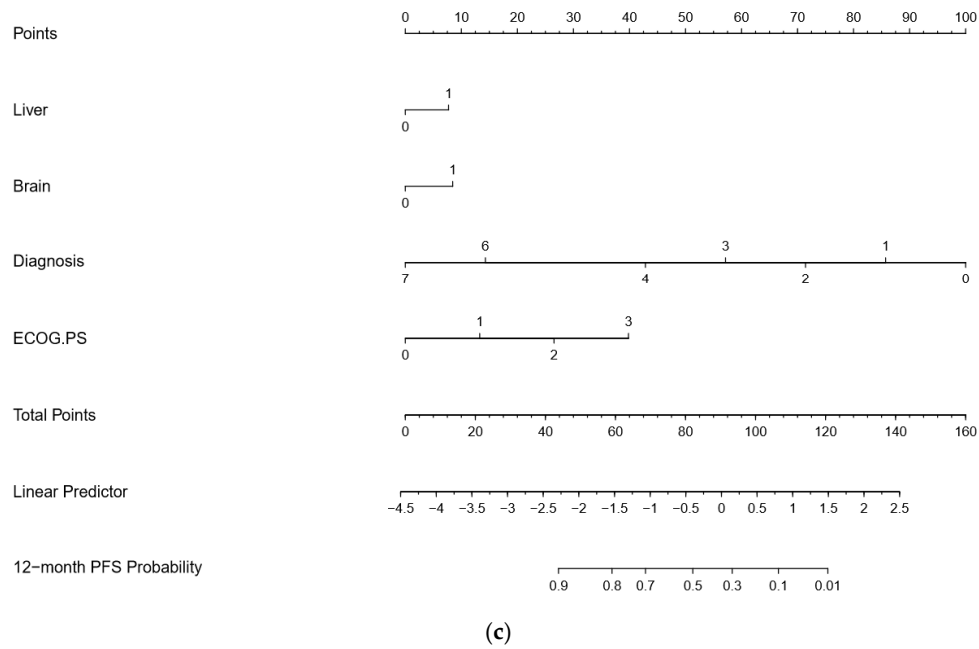 Points 0 10 20 30 40 50 60 70 80 90 100
Liver 1
0
Brain 1
0
6 3 1
Diagnosis
7 4 2 0
1 3
ECOG.PS
0 2
Total Points
0 20 40 60 80 100 120 140 160
Linear Predictor
−4.5 −4 −3.5 −3 −2.5 −2 −1.5 −1 −0.5 0 0.5 1 1.5 2 2.5
12−month PFS Probability
0.9 0.8 0.7 0.5 0.3 0.1 0.01
(c)